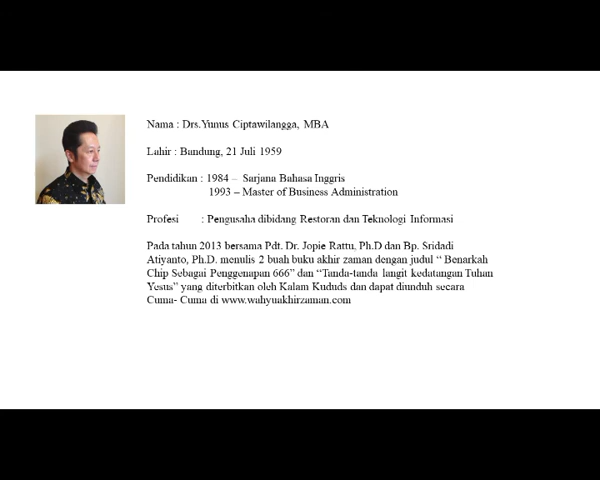 Nama : Drs.Yunus Ciptawilangga, MBA
Lahir : Bandung, 21 Juli 1959
Pendidikan : 1984 – Sarjana Bahasa Inggris
1993 – Master of Business Administration
Profesi : Pengusaha dibidang Restoran dan Teknologi Informasi
Pada tahun 2013 bersama Pdt. Dr. Jopie Rattu, Ph.D dan Bp. Sridadi
Atiyanto, Ph.D. menulis 2 buah buku akhir zaman dengan judul “ Benarkah
Chip Sebagai Penggenapan 666” dan “Tanda-tanda langit kedatangan Tuhan
Yesus” yang diterbitkan oleh Kalam Kududs dan dapat diunduh secara
Cuma- Cuma di www.wahyuakhirzaman.com